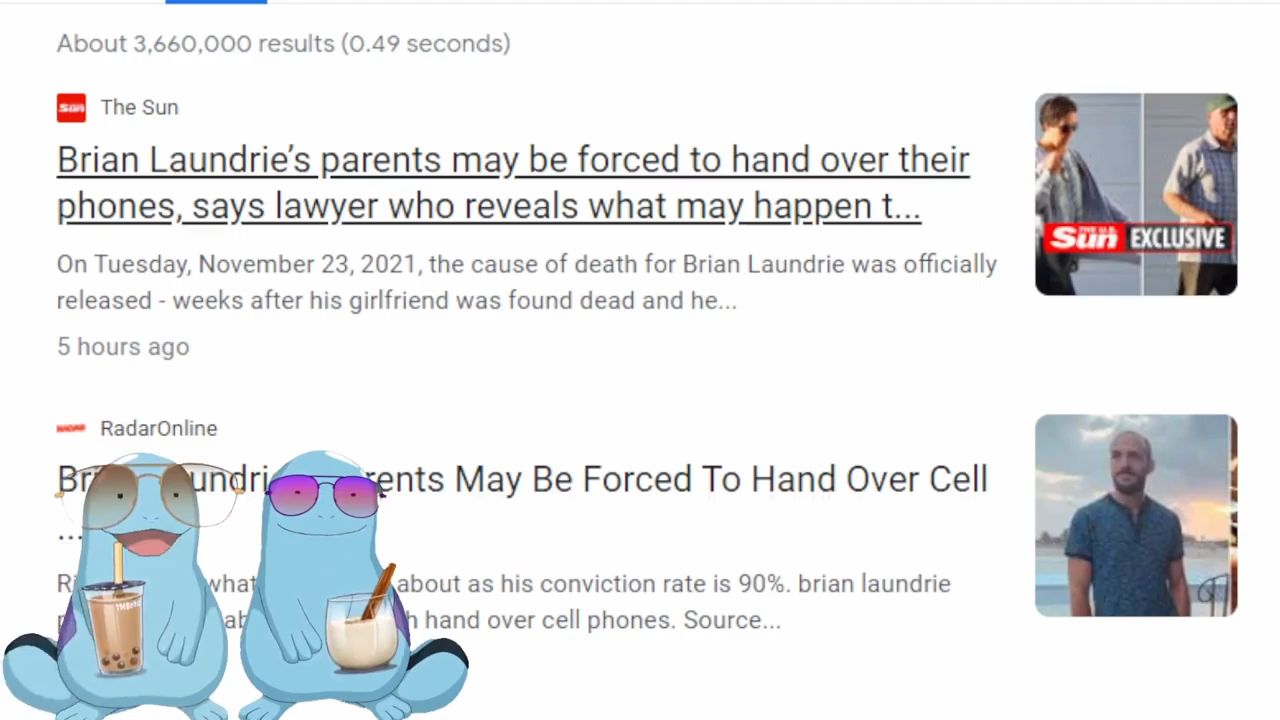 About 3,660,000 results (0.49 seconds)
Sun
The Sun
Brian Laundrie’s parents may be forced to hand over their
phones, says lawyer who reveals what may happen t...
THE U.S.
Sun EXCLUSIVE
On Tuesday, November 23, 2021, the cause of death for Brian Laundrie was officially
released - weeks after his girlfriend was found dead and he...
5 hours ago
RADAR
RadarOnline
May Be Forced To Hand Over Cell
...
about as his conviction rate is 90%. brian laundrie
hand over cell phones. Source...